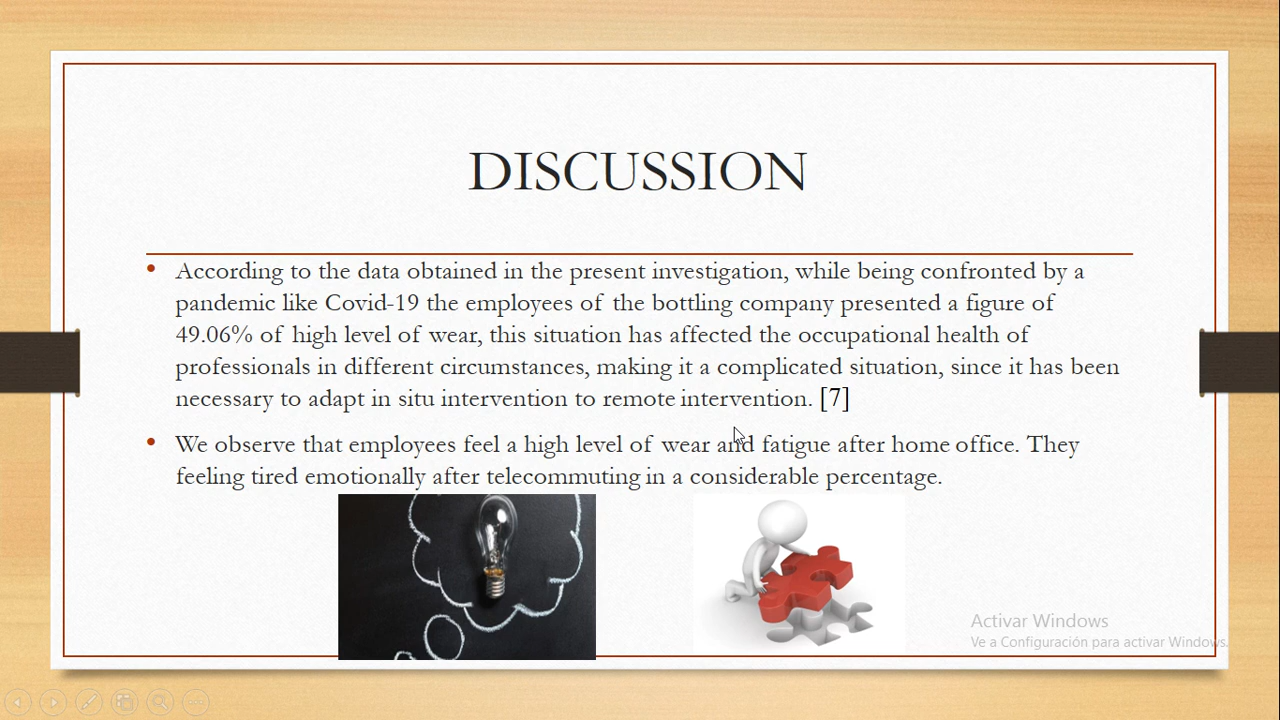 DISCUSSION
• According to the data obtained in the present investigation, while being confronted by a
pandemic like Covid-19 the employees of the bottling company presented a figure of
49.06% of high level of wear, this situation has affected the occupational health of
professionals in different circumstances, making it a complicated situation, since it has been
necessary to adapt in situ intervention to remote intervention. [7]
• We observe that employees feel a high level of wear and fatigue after home office. They
feeling tired emotionally after telecommuting in a considerable percentage.
Activar Windows
Ve a Configuración para activar Windows.